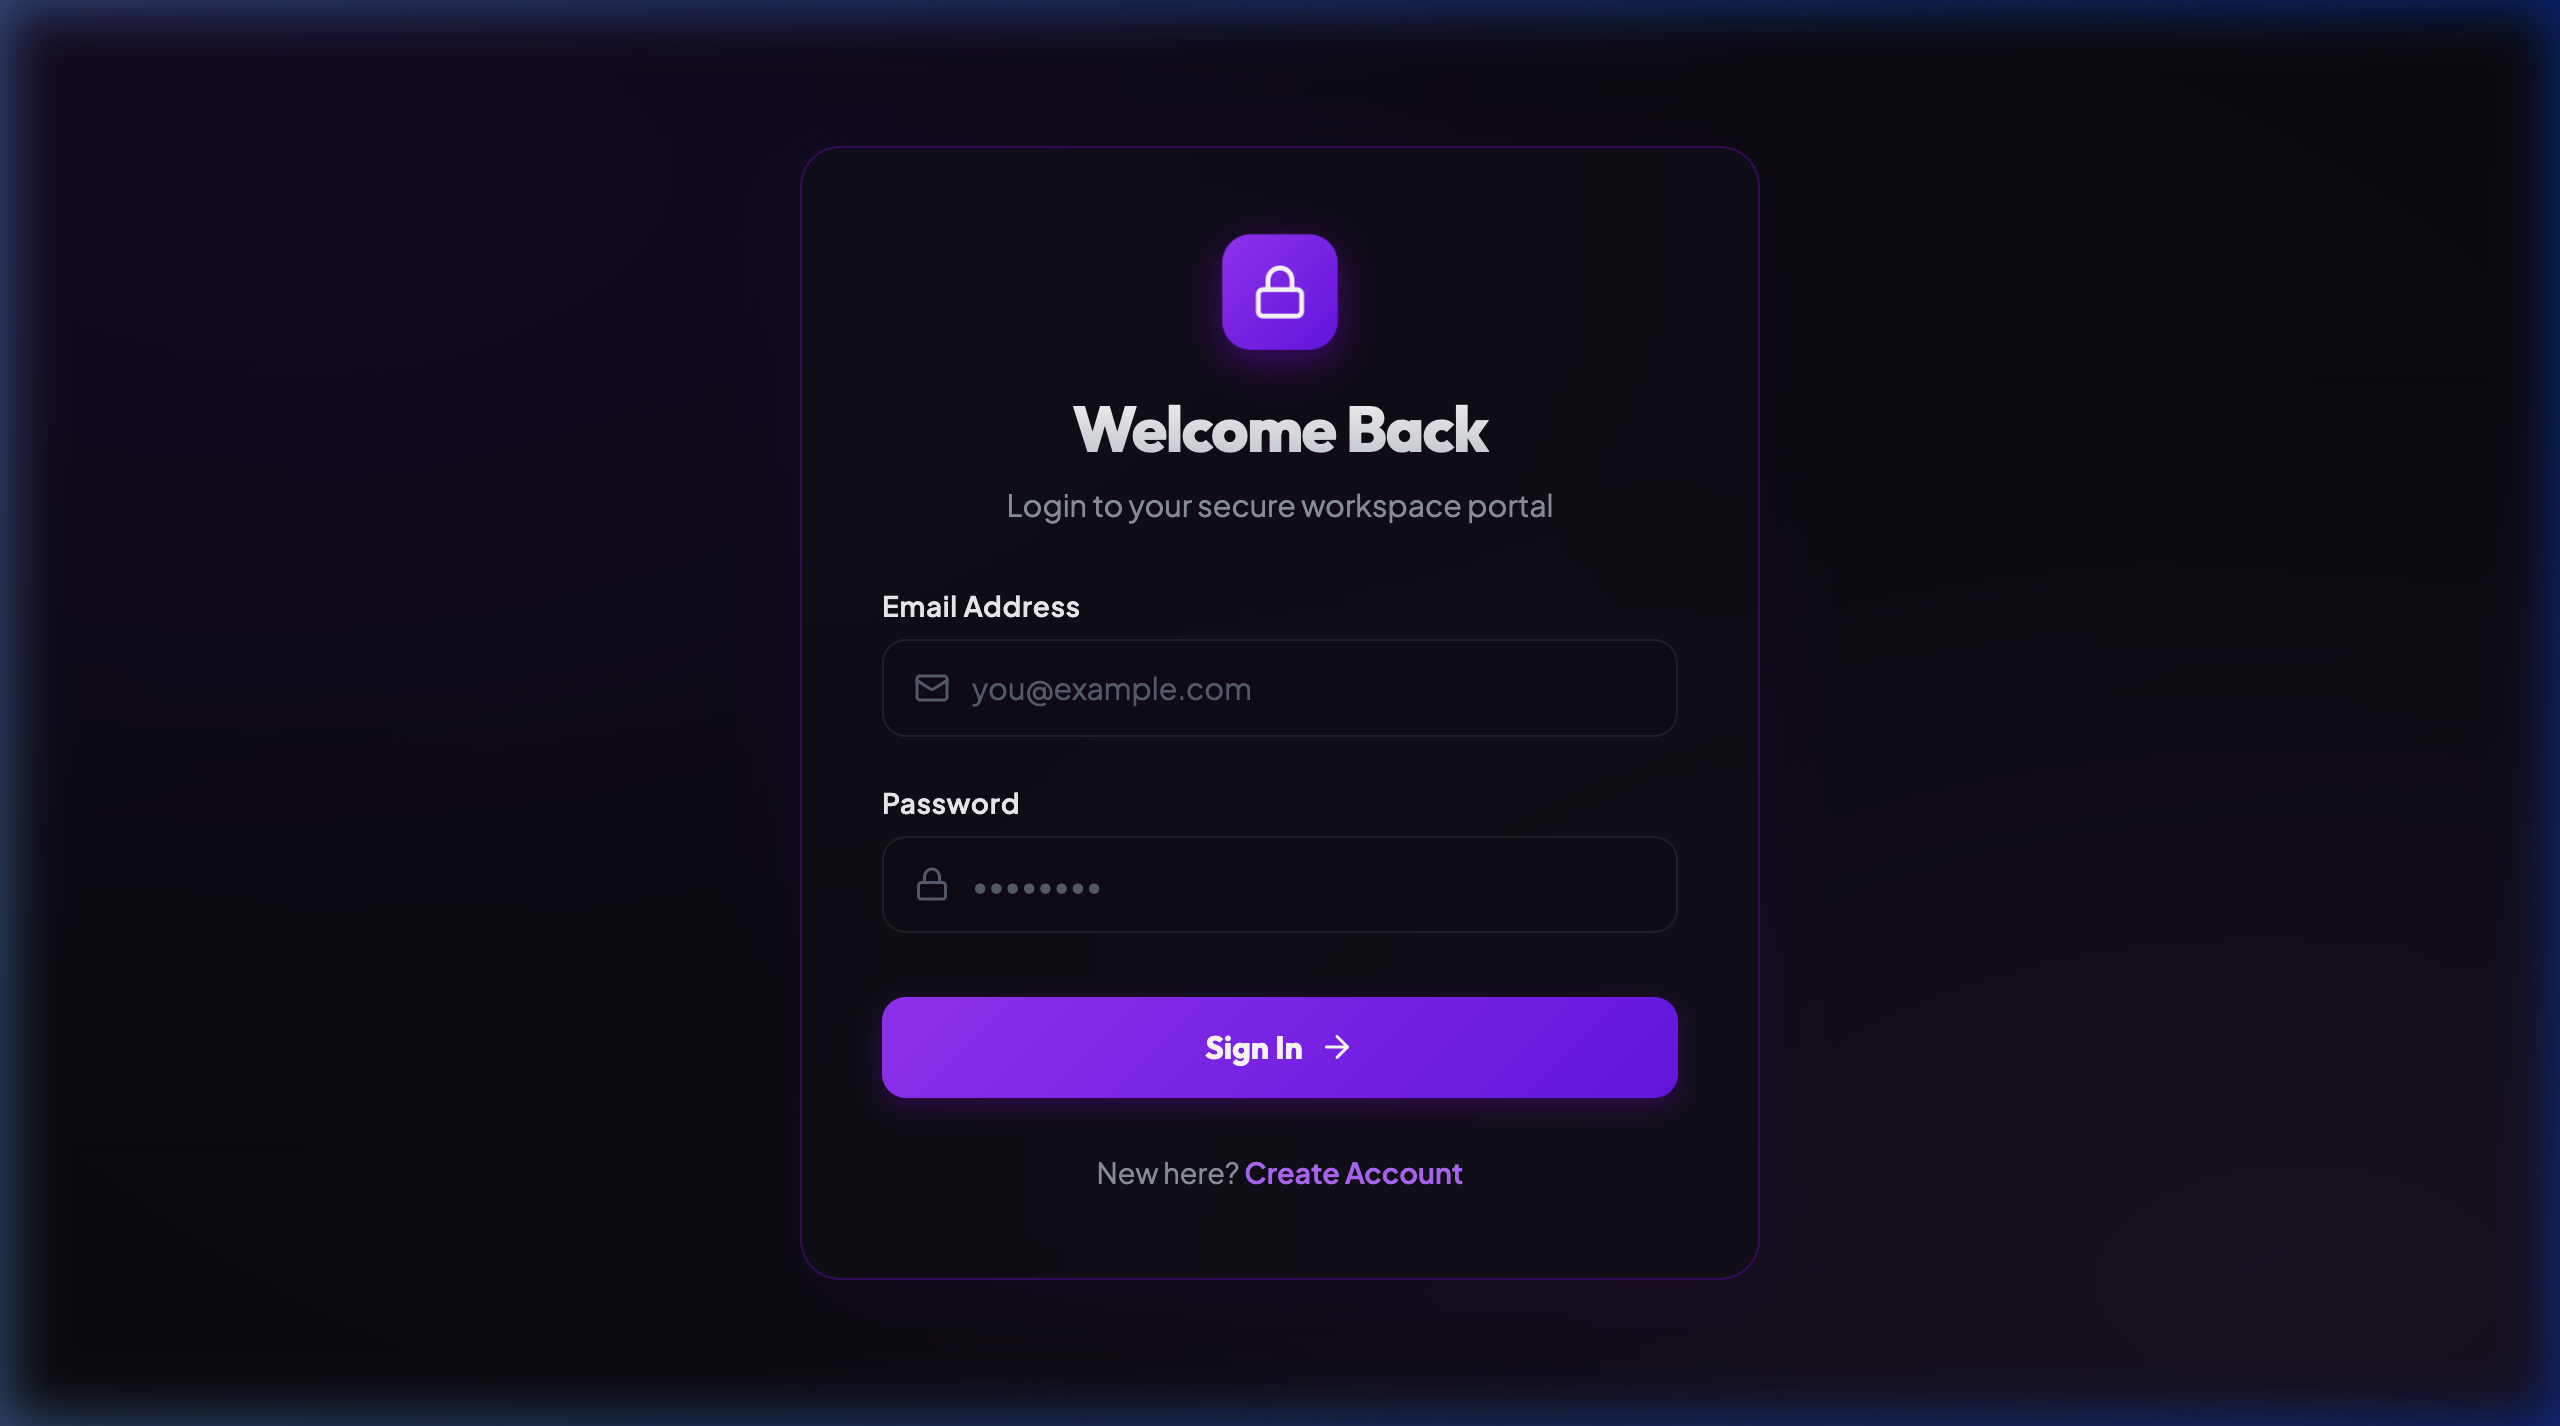 Welcome Back
Login to your secure workspace portal
Email Address
you@example.com
Password
••••••••
Sign In →
New here? Create Account